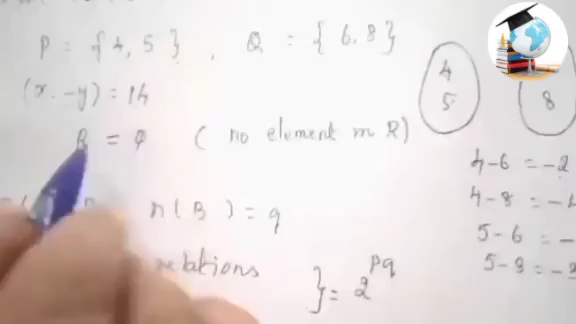 P = {4, 5} , Q = {6, 8}
(x - y) = 14
R = φ ( no element in R)
n(B) = q
relations } = 2^pq
4
5
8
4-6 = -2
4-8 = -4
5-6 = -
5-8 = -3